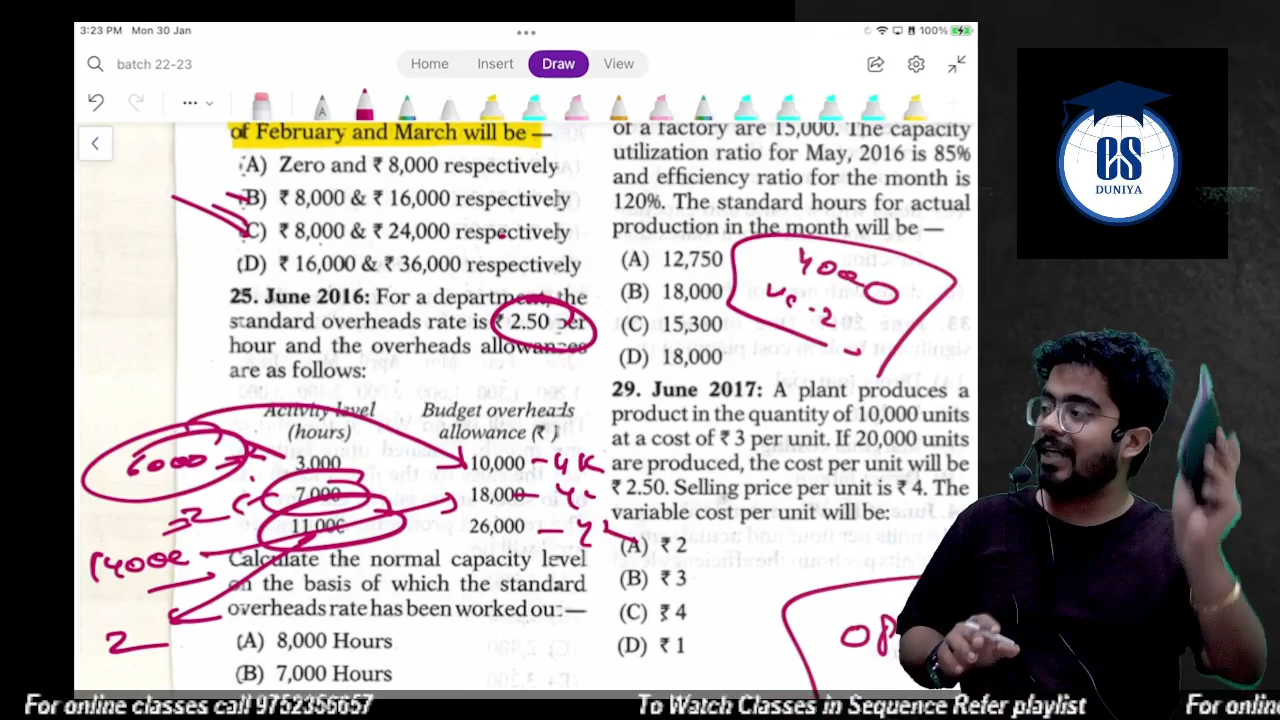 3:23 PM Mon 30 Jan
100%
batch 22-23
Home Insert Draw View
of February and March will be —
(A) Zero and ₹ 8,000 respectively
(B) ₹ 8,000 & ₹ 16,000 respectively
(C) ₹ 8,000 & ₹ 24,000 respectively
(D) ₹ 16,000 & ₹ 36,000 respectively
25. June 2016: For a department, the
standard overheads rate is ₹ 2.50 per
hour and the overheads allowances
are as follows:
Activity level Budget overheads
(hours) allowance (₹)
6000
3,000 10,000 - 4K
7,000 18,000
=2
11,000 26,000
14000
Calculate the normal capacity level
on the basis of which the standard
overheads rate has been worked out —
2
(A) 8,000 Hours
(B) 7,000 Hours
of a factory are 15,000. The capacity
utilization ratio for May, 2016 is 85%
and efficiency ratio for the month is
120%. The standard hours for actual
production in the month will be —
(A) 12,750
(B) 18,000
(C) 15,300
(D) 18,000
29. June 2017: A plant produces a
product in the quantity of 10,000 units
at a cost of ₹ 3 per unit. If 20,000 units
are produced, the cost per unit will be
₹ 2.50. Selling price per unit is ₹ 4. The
variable cost per unit will be:
(A) ₹ 2
(B) ₹ 3
(C) ₹ 4
(D) ₹ 1
CS
DUNIYA
For online classes call 9752356657
To Watch Classes in Sequence Refer playlist
For online